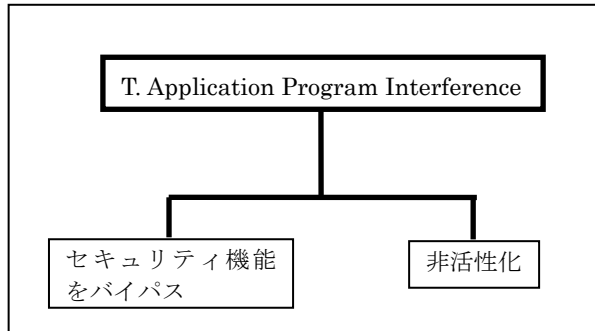 T. Application Program Interference
セキュリティ機能
をバイパス
非活性化